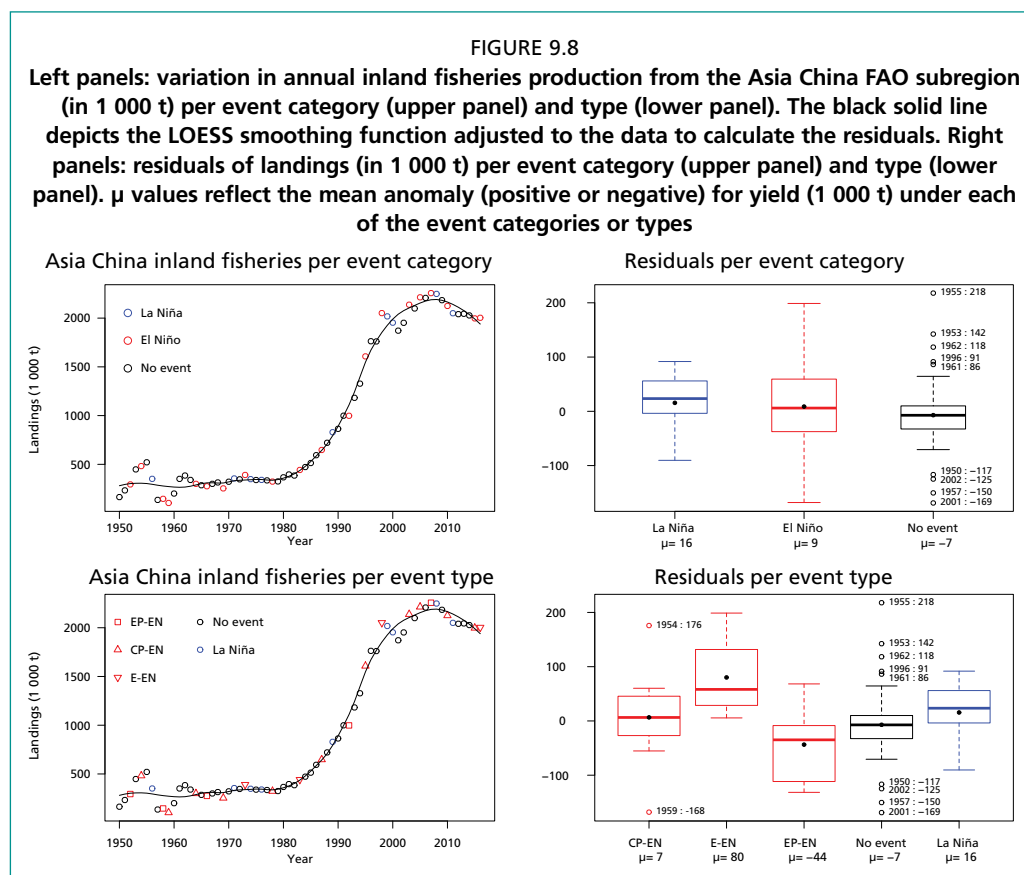 FIGURE 9.8
Left panels: variation in annual inland fisheries production from the Asia China FAO subregion
(in 1 000 t) per event category (upper panel) and type (lower panel). The black solid line
depicts the LOESS smoothing function adjusted to the data to calculate the residuals. Right
panels: residuals of landings (in 1 000 t) per event category (upper panel) and type (lower
panel). µ values reflect the mean anomaly (positive or negative) for yield (1 000 t) under each
of the event categories or types
Asia China inland fisheries per event category
La Niña
El Niño
No event
Landings (1 000 t)
2000
1500
1000
500
1950 1960 1970 1980 1990 2000 2010
Year
Residuals per event category
200
100
0
−100
1955 : 218
1953 : 142
1962 : 118
1996 : 91
1961 : 86
1950 : −117
2002 : −125
1957 : −150
2001 : −169
La Niña El Niño No event
µ= 16 µ= 9 µ= −7
Asia China inland fisheries per event type
EP-EN No event
CP-EN La Niña
E-EN
Landings (1 000 t)
2000
1500
1000
500
1950 1960 1970 1980 1990 2000 2010
Year
Residuals per event type
200
100
0
−100
1954 : 176
1959 : -168
1955 : 218
1953 : 142
1962 : 118
1996 : 91
1961 : 86
1950 : −117
2002 : −125
1957 : −150
2001 : −169
CP-EN E-EN EP-EN No event La Niña
µ= 7 µ= 80 µ= −44 µ= −7 µ= 16